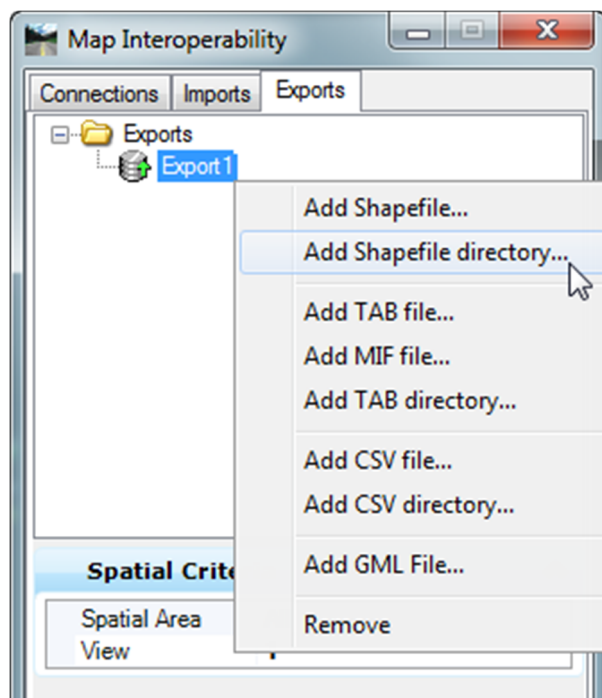 Map Interoperability
Connections Imports Exports
Exports
Export1
Add Shapefile...
Add Shapefile directory...
Add TAB file...
Add MIF file...
Add TAB directory...
Add CSV file...
Add CSV directory...
Add GML File...
Remove
Spatial Crite
Spatial Area
View